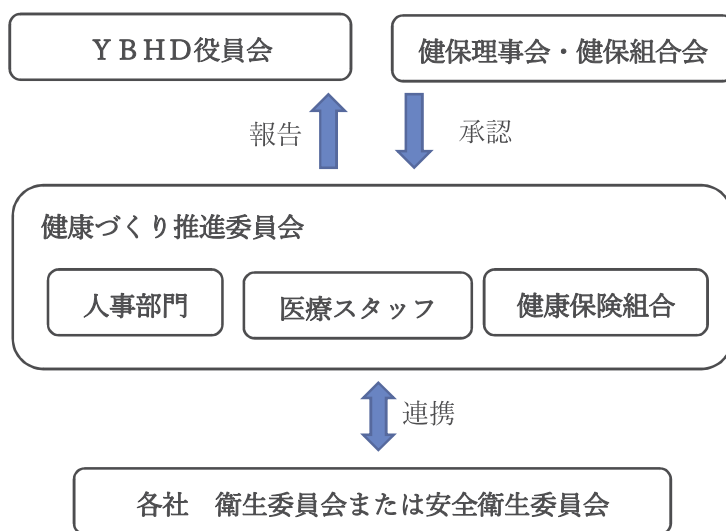 ＹＢHD役員会
健保理事会・健保組合会
報告
承認
健康づくり推進委員会
人事部門
医療スタッフ
健康保険組合
連携
各社　衛生委員会または安全衛生委員会